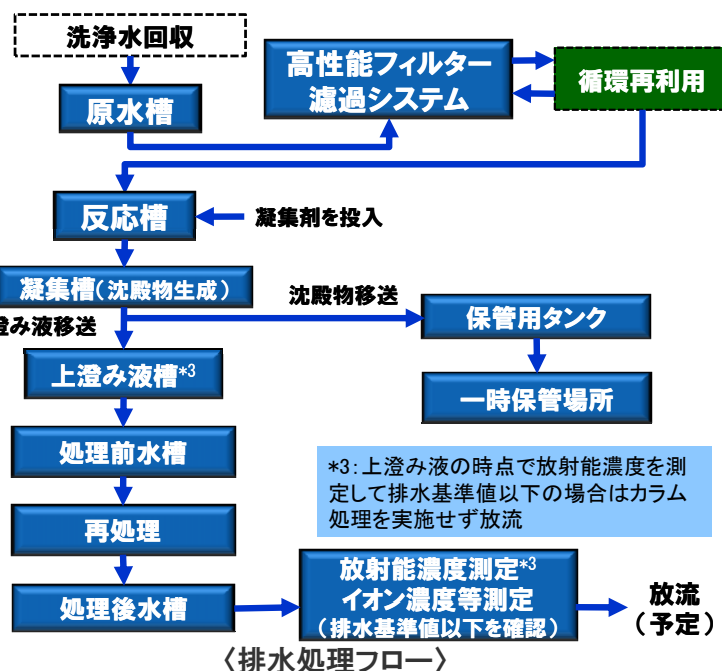 洗浄水回収
高性能フィルター
濾過システム
循環再利用
原水槽
反応槽
凝集剤を投入
凝集槽(沈殿物生成)
沈殿物移送
澄み液移送
保管用タンク
上澄み液槽*3
一時保管場所
処理前水槽
*3:上澄み液の時点で放射能濃度を測
定して排水基準値以下の場合はカラム
処理を実施せず放流
再処理
処理後水槽
放射能濃度測定*3
イオン濃度等測定
(排水基準値以下を確認)
放流
(予定)
〈排水処理フロー〉